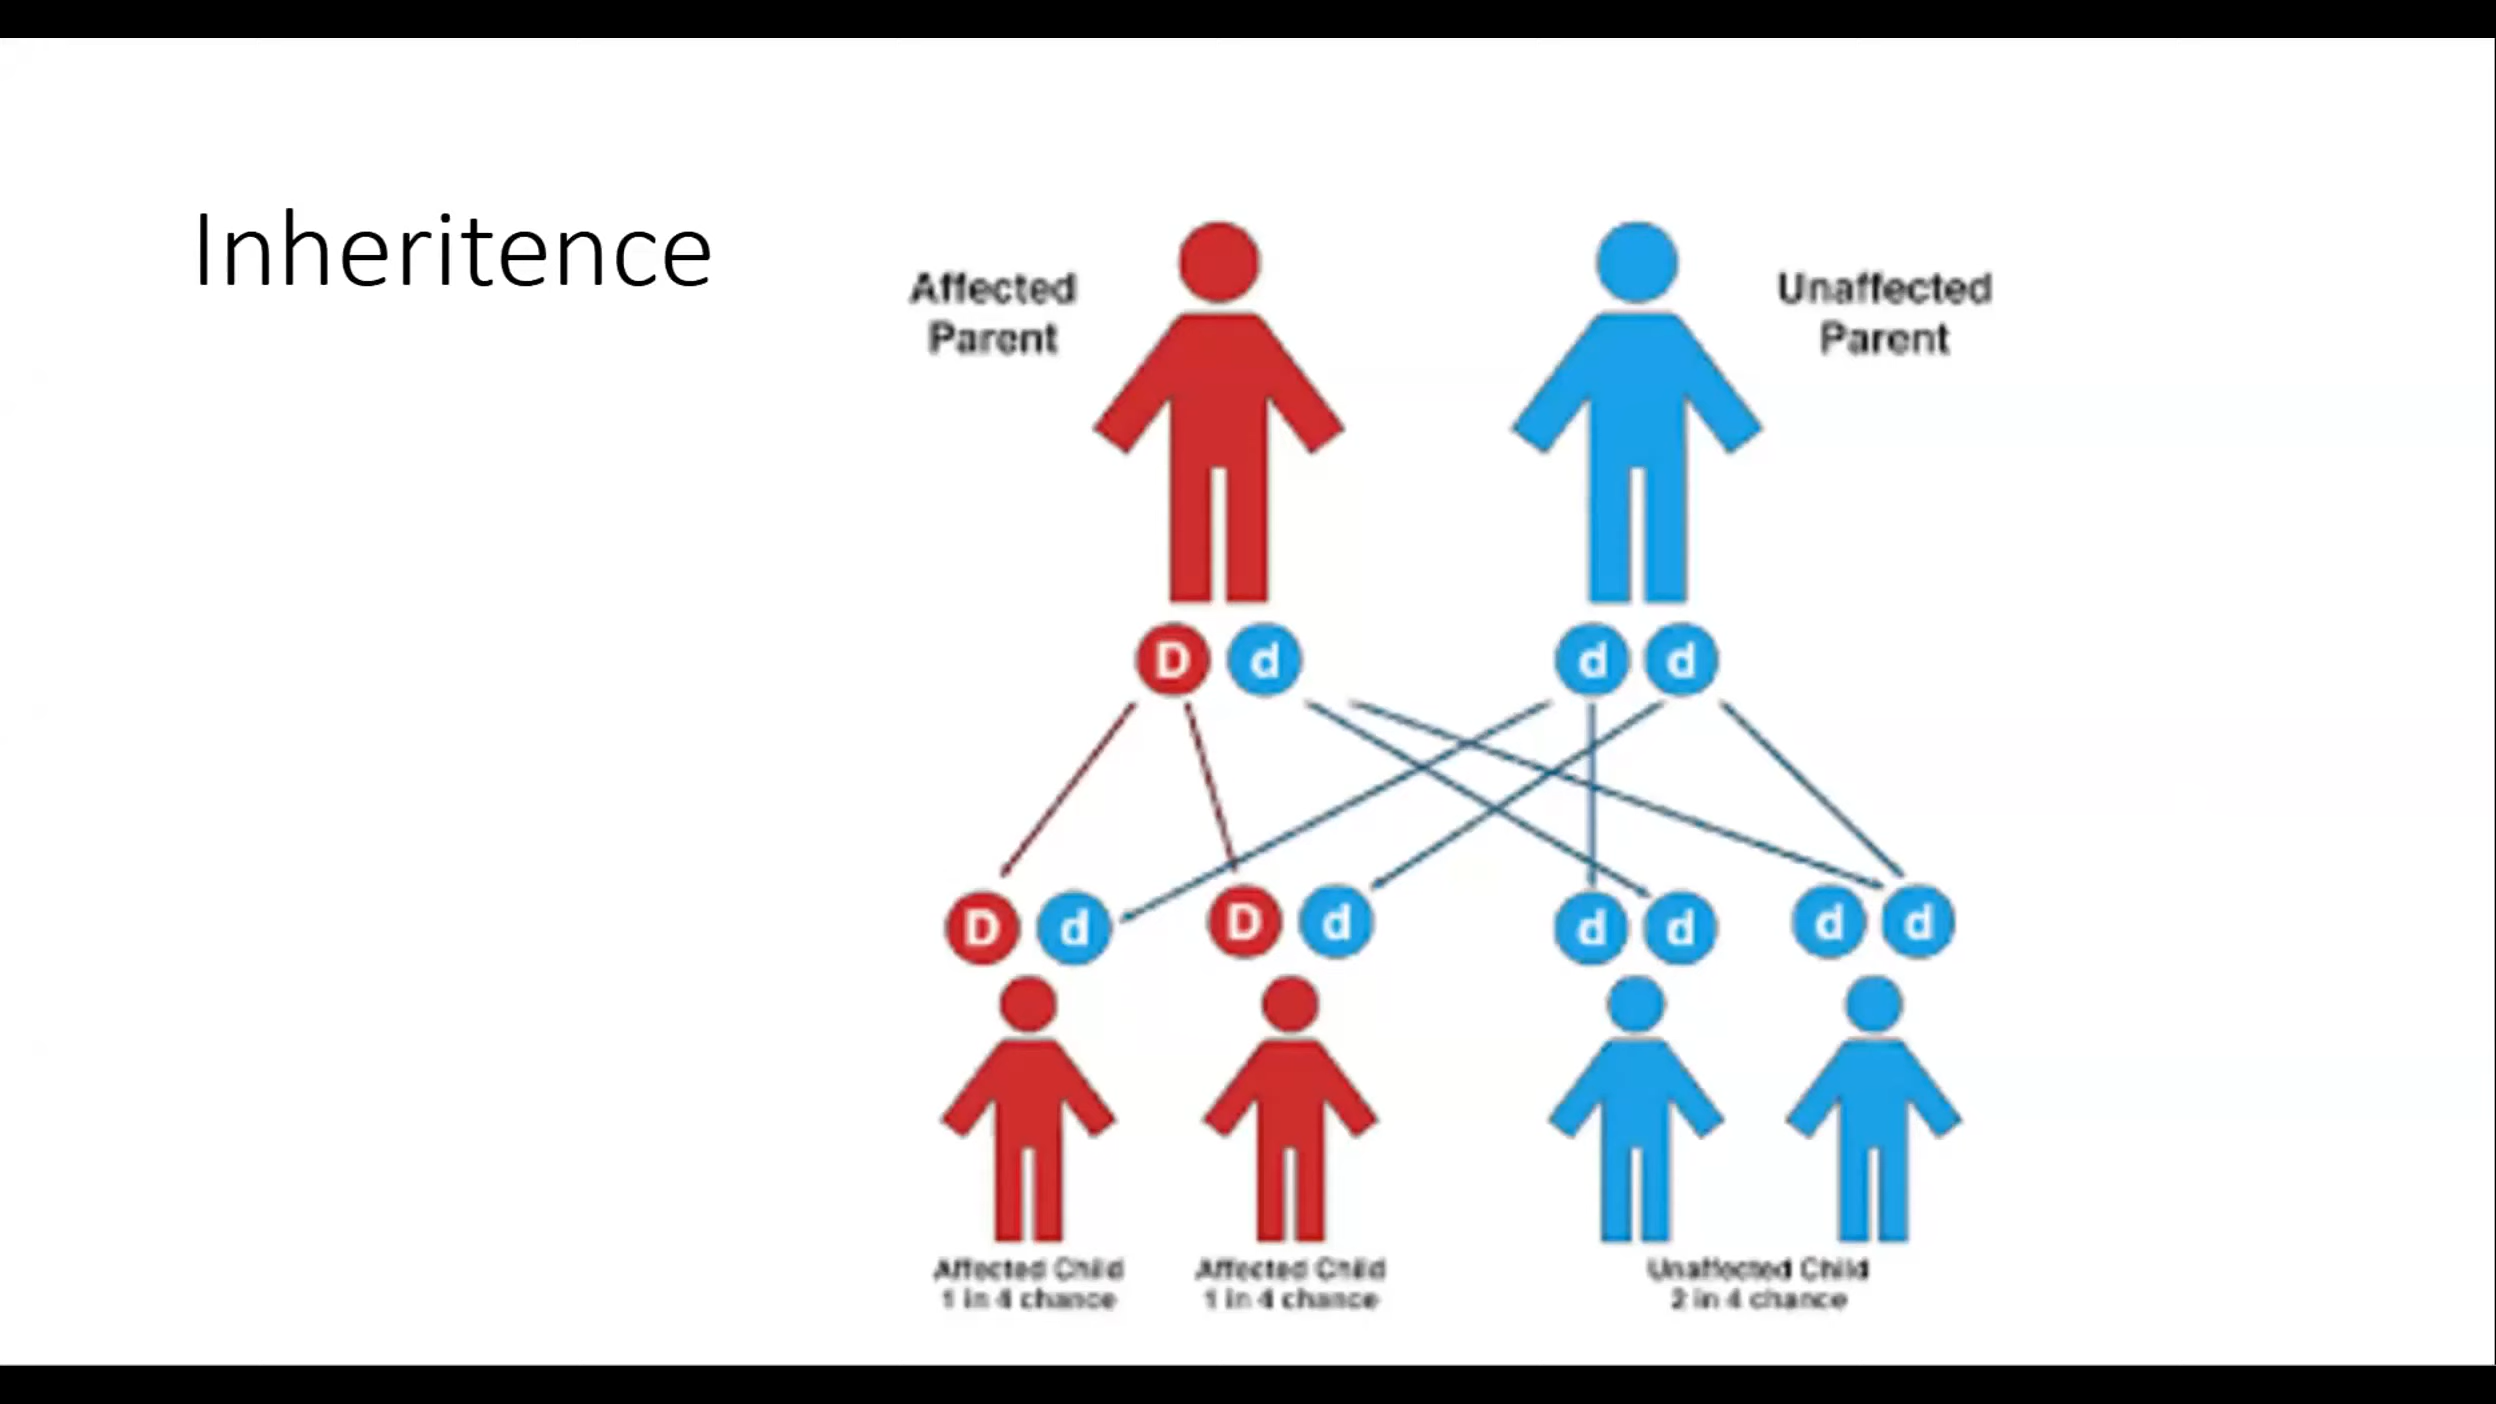 Inheritence
Affected
Parent
Unaffected
Parent
D d d d
D d D d d d d d
Affected Child
1 in 4 chance
Affected Child
1 in 4 chance
Unaffected Child
2 in 4 chance